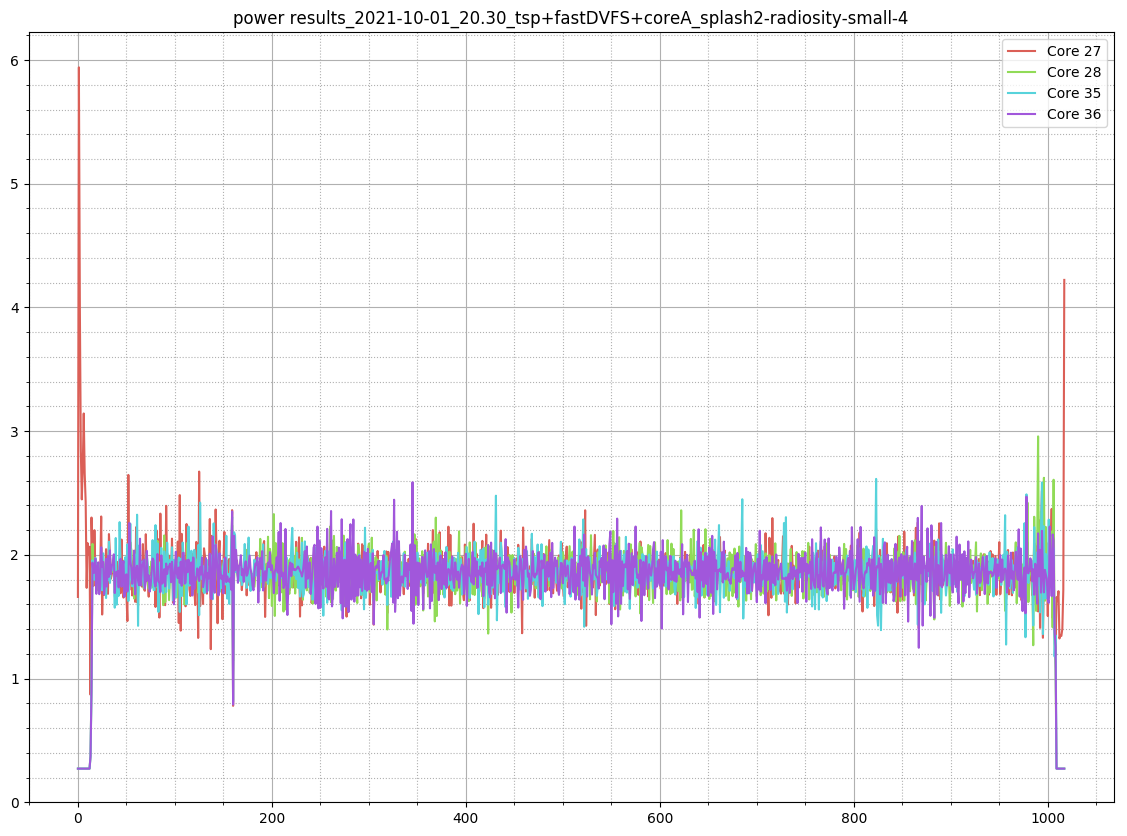 power results_2021-10-01_20.30_tsp+fastDVFS+coreA_splash2-radiosity-small-4
Core 27
Core 28
Core 35
Core 36
6
5
4
3
2
1
0
0 200 400 600 800 1000